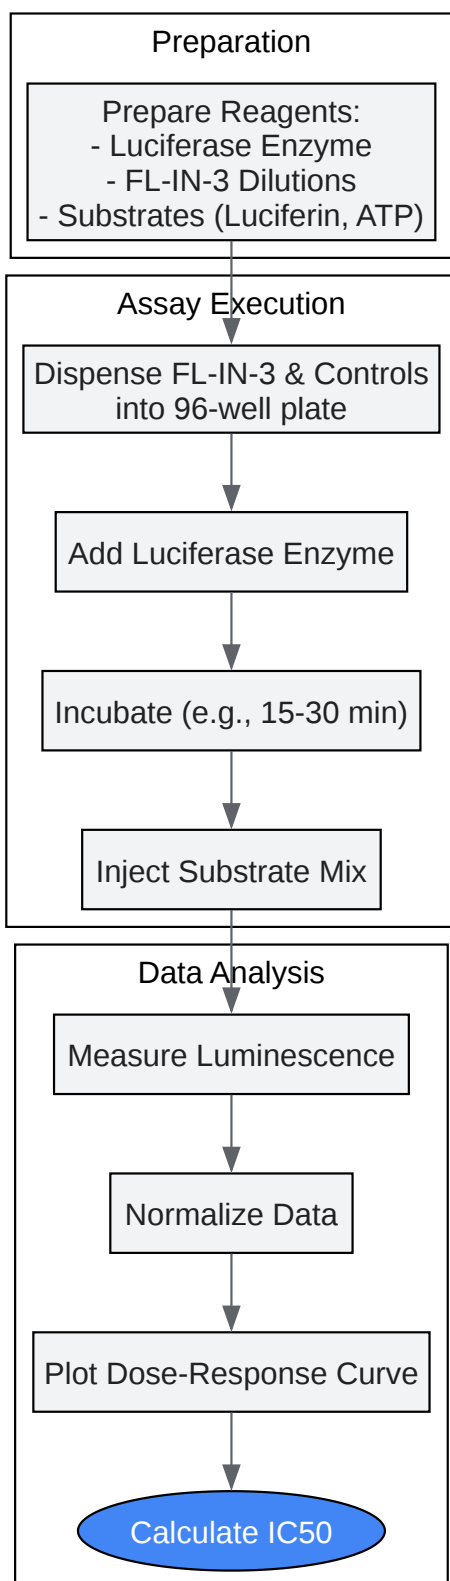 Preparation
Prepare Reagents:
- Luciferase Enzyme
- FL-IN-3 Dilutions
- Substrates (Luciferin, ATP)
Assay Execution
Dispense FL-IN-3 & Controls
into 96-well plate
Add Luciferase Enzyme
Incubate (e.g., 15-30 min)
Inject Substrate Mix
Data Analysis
Measure Luminescence
Normalize Data
Plot Dose-Response Curve
Calculate IC50